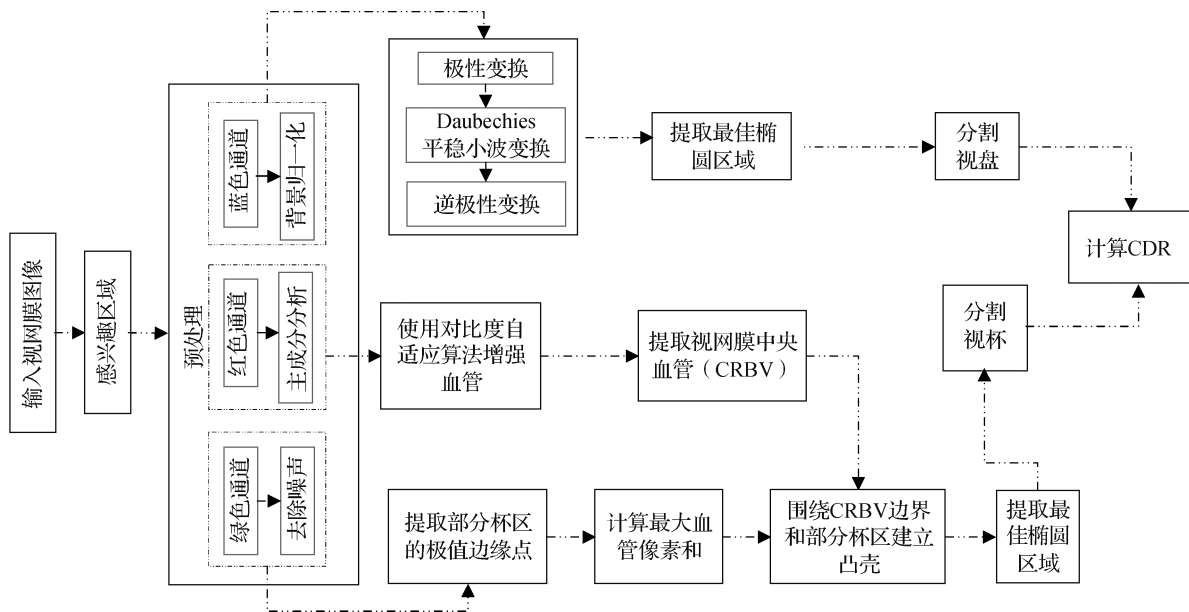 输入视网膜图像
感兴趣区域
预处理
蓝色通道
背景归一化
红色通道
主成分分析
绿色通道
去除噪声
极性变换
Daubechies
平稳小波变换
逆极性变换
提取最佳椭
圆区域
分割
视盘
计算CDR
使用对比度自
适应算法增强
血管
提取视网膜中央
血管（CRBV）
分割
视杯
提取部分杯区
的极值边缘点
计算最大血
管像素和
围绕CRBV边界
和部分杯区建立
凸壳
提取最
佳椭圆
区域